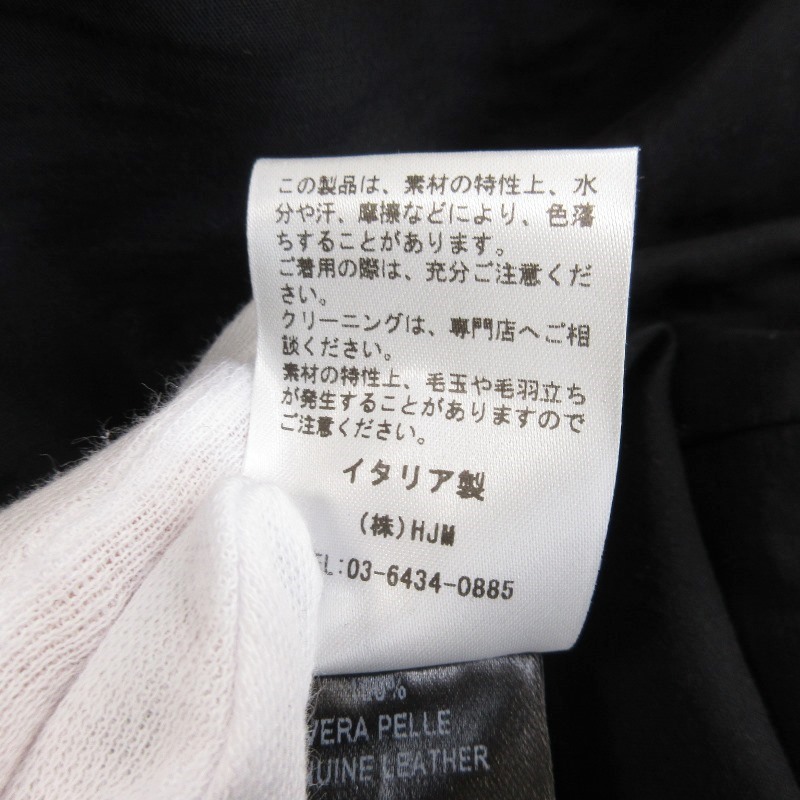 この製品は、素材の特性上、水
分や汗、摩擦などにより、色落
ちすることがあります。
ご着用の際は、充分ご注意くだ
さい。
クリーニングは、専門店へご相
談ください。
素材の特性上、毛玉や毛羽立ち
が発生することがありますので
ご注意ください。
イタリア製
(株)HJM
EL:03-6434-0885
VERA PELLE
LEATHER